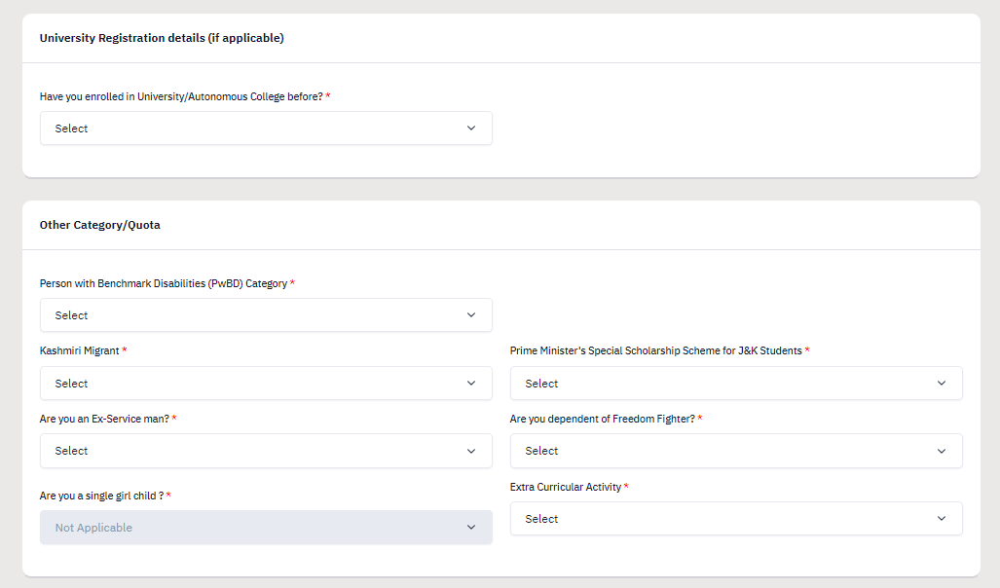 University Registration details (if applicable)
Have you enrolled in University/Autonomous College before? *
Select
Other Category/Quota
Person with Benchmark Disabilities (PwBD) Category *
Select
Kashmiri Migrant *
Prime Minister's Special Scholarship Scheme for J&K Students *
Select
Select
Are you an Ex-Service man? *
Are you dependent of Freedom Fighter? *
Select
Select
Are you a single girl child ? *
Extra Curricular Activity *
Not Applicable
Select